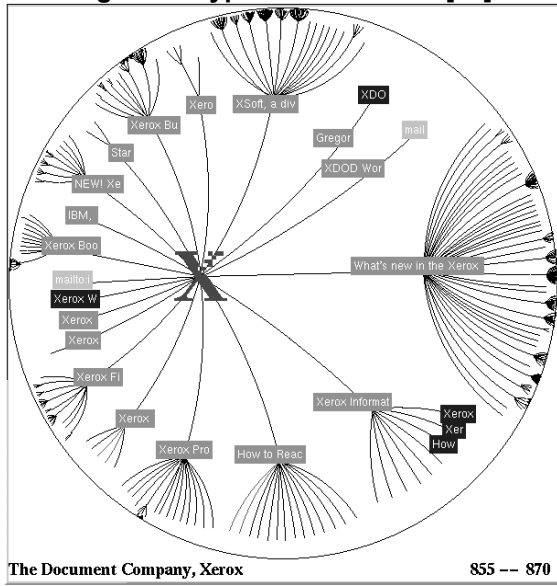 XDO
Xero
XSoft, a div
mail
Xerox Bu
Gregor
Star
XDOD Wor
NEW! Xe
IBM,
Xerox Boo
What's new in the Xerox
mailto:i
Xerox W
Xerox
Xerox
Xerox Fi
Xerox Informat
Xerox
Xerox
Xer
How
Xerox Pro
How to Reac
The Document Company, Xerox
855 -- 870